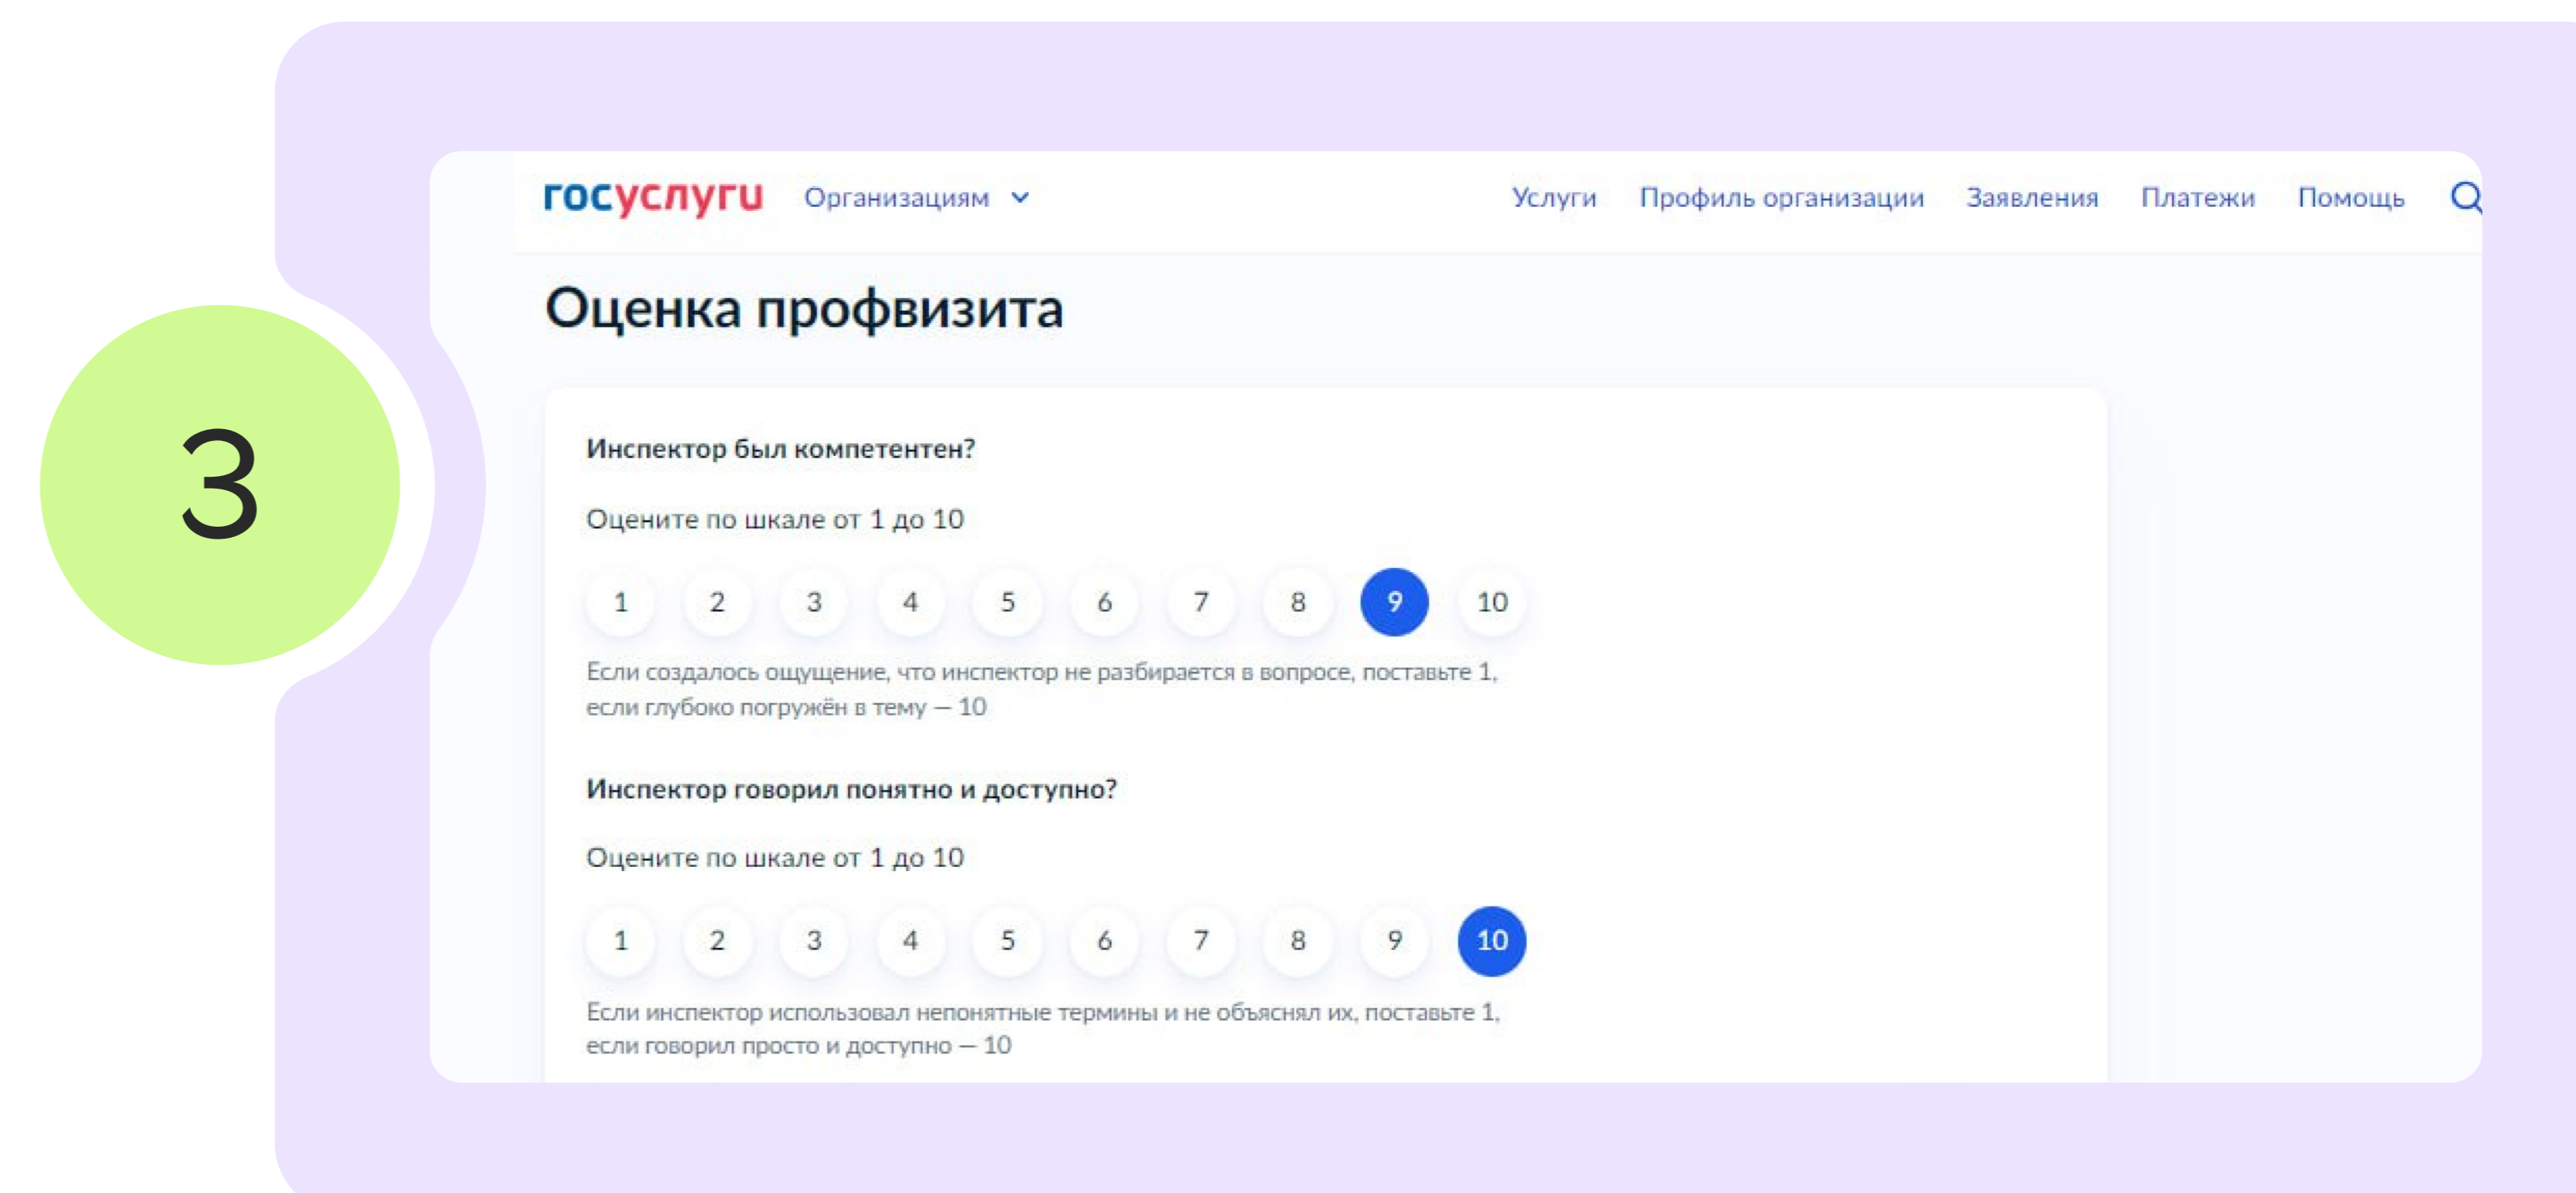 госуслуги Организациям Услуги Профиль организации Заявления Платежи Помощь
Оценка профвизита
3
Инспектор был компетентен?
Оцените по шкале от 1 до 10
1 2 3 4 5 6 7 8 9 10
Если создалось ощущение, что инспектор не разбирается в вопросе, поставьте 1,
если глубоко погружён в тему — 10
Инспектор говорил понятно и доступно?
Оцените по шкале от 1 до 10
1 2 3 4 5 6 7 8 9 10
Если инспектор использовал непонятные термины и не объяснял их, поставьте 1,
если говорил просто и доступно — 10